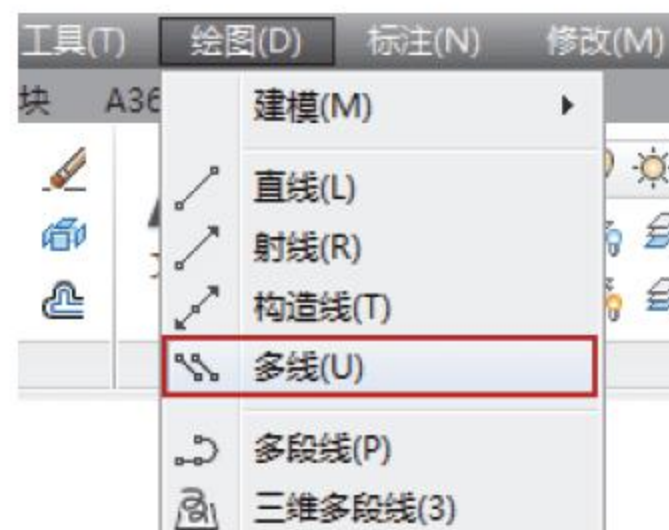 工具(T) 绘图(D) 标注(N) 修改(M)
块 A36
建模(M)
直线(L)
射线(R)
构造线(T)
多线(U)
多段线(P)
三维多段线(3)